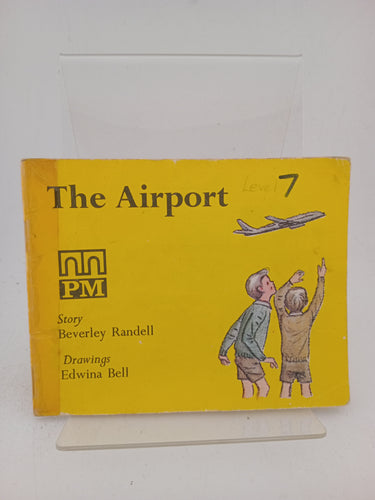 The Airport Level 7
PM
Story
Beverley Randell
Drawings
Edwina Bell